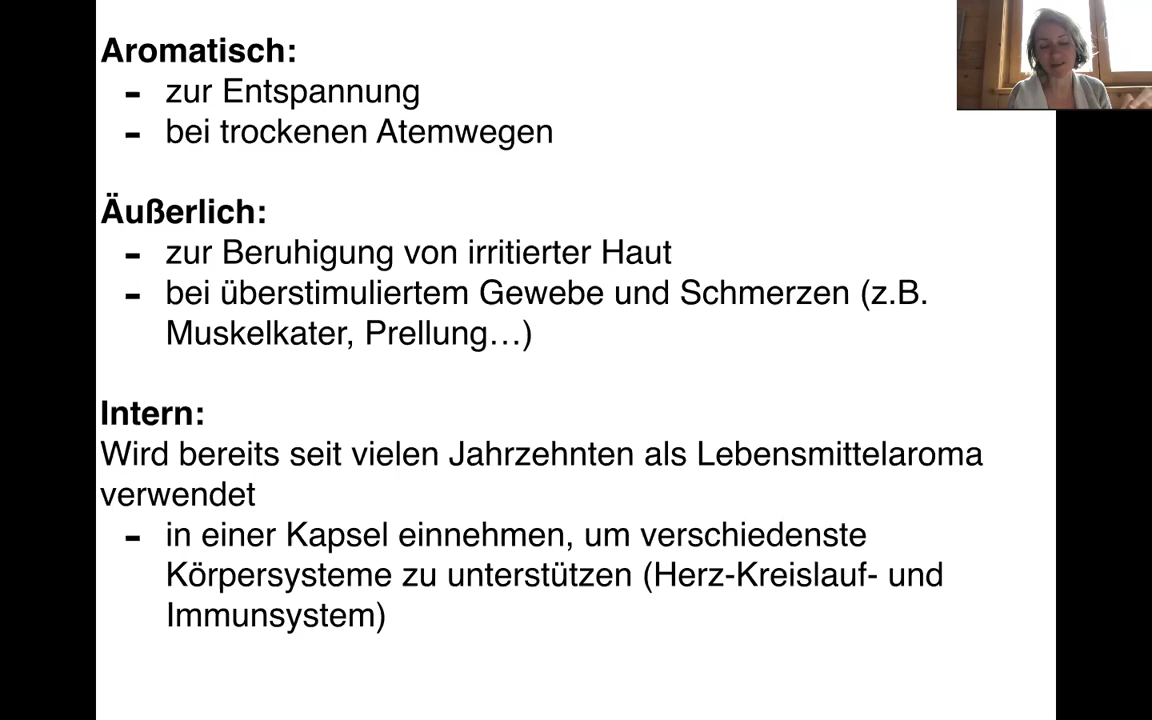 Aromatisch:
- zur Entspannung
- bei trockenen Atemwegen
Äußerlich:
- zur Beruhigung von irritierter Haut
- bei überstimuliertem Gewebe und Schmerzen (z.B.
Muskelkater, Prellung…)
Intern:
Wird bereits seit vielen Jahrzehnten als Lebensmittelaroma
verwendet
- in einer Kapsel einnehmen, um verschiedenste
Körpersysteme zu unterstützen (Herz-Kreislauf- und
Immunsystem)